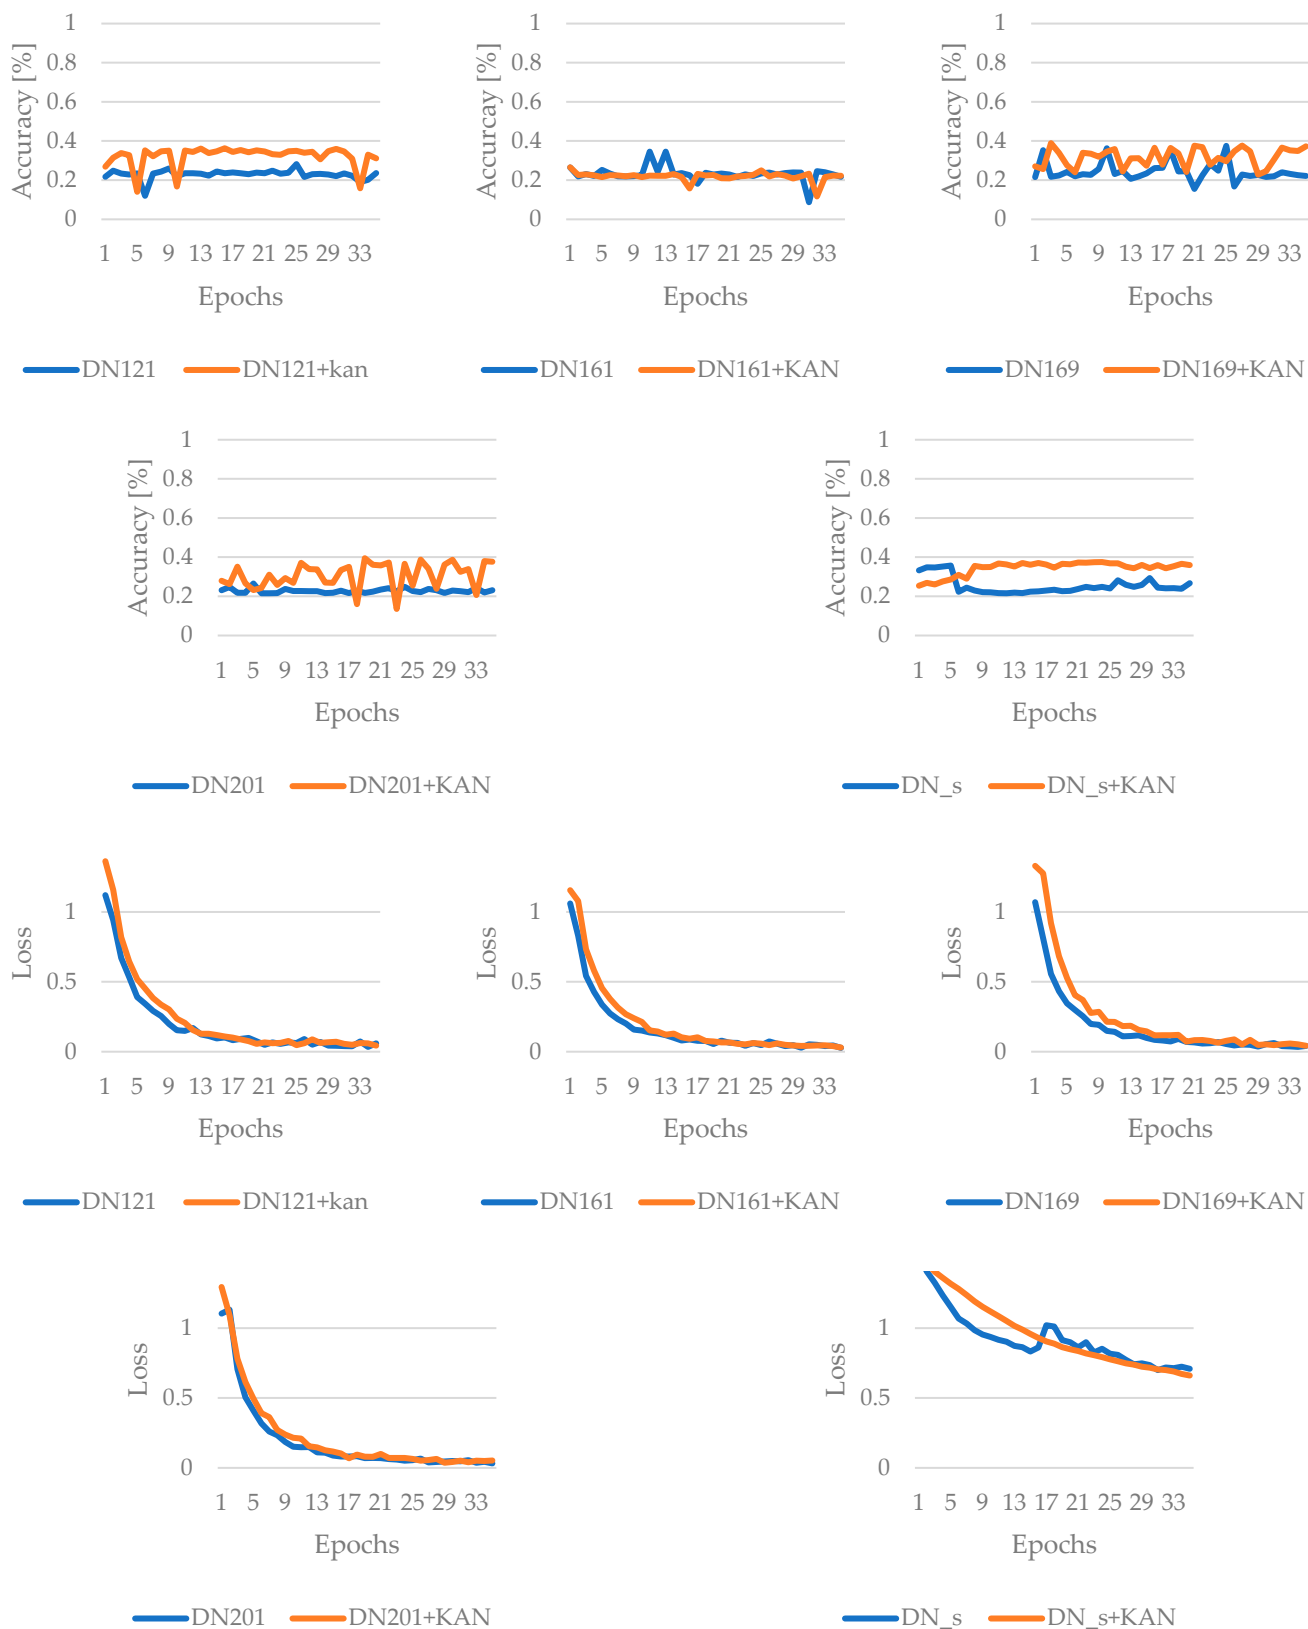 1
0.8
0.6
0.4
0.2
0
Accuracy [%]
1 5 9 13 17 21 25 29 33
Epochs
DN121 DN121+kan
1
0.8
0.6
0.4
0.2
0
Accurcay [%]
1 5 9 13 17 21 25 29 33
Epochs
DN161 DN161+KAN
1
0.8
0.6
0.4
0.2
0
Accuracy [%]
1 5 9 13 17 21 25 29 33
Epochs
DN169 DN169+KAN
1
0.8
0.6
0.4
0.2
0
Accuracy [%]
1 5 9 13 17 21 25 29 33
Epochs
DN201 DN201+KAN
1
0.8
0.6
0.4
0.2
0
Accuracy [%]
1 5 9 13 17 21 25 29 33
Epochs
DN_s DN_s+KAN
1
0.5
0
Loss
1 5 9 13 17 21 25 29 33
Epochs
DN121 DN121+kan
1
0.5
0
Loss
1 5 9 13 17 21 25 29 33
Epochs
DN161 DN161+KAN
1
0.5
0
Loss
1 5 9 13 17 21 25 29 33
Epochs
DN169 DN169+KAN
1
0.5
0
Loss
1 5 9 13 17 21 25 29 33
Epochs
DN201 DN201+KAN
1
0.5
0
Loss
1 5 9 13 17 21 25 29 33
Epochs
DN_s DN_s+KAN